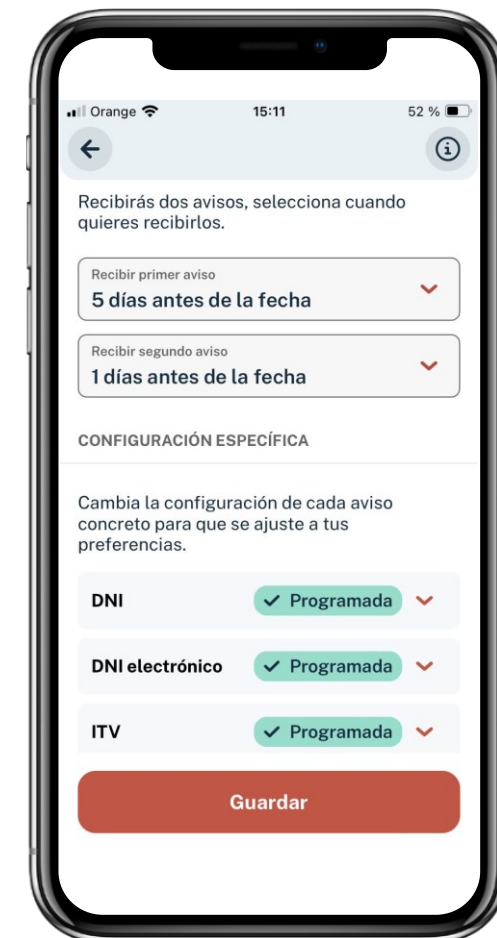 Orange
15:11
52 %
Recibirás dos avisos, selecciona cuando
quieres recibirlos.
Recibir primer aviso
5 días antes de la fecha
Recibir segundo aviso
1 días antes de la fecha
CONFIGURACIÓN ESPECÍFICA
Cambia la configuración de cada aviso
concreto para que se ajuste a tus
preferencias.
DNI
Programada
DNI electrónico
Programada
ITV
Programada
Guardar